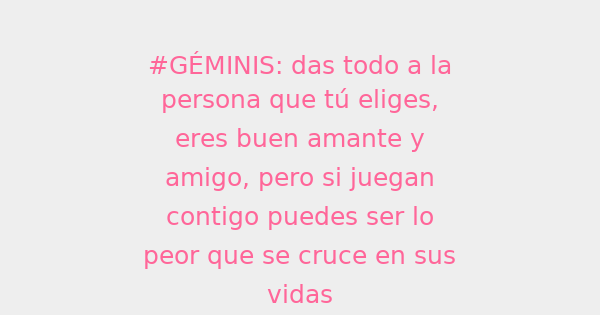 #GÉMINIS: das todo a la
persona que tú eliges,
eres buen amante y
amigo, pero si juegan
contigo puedes ser lo
peor que se cruce en sus
vidas